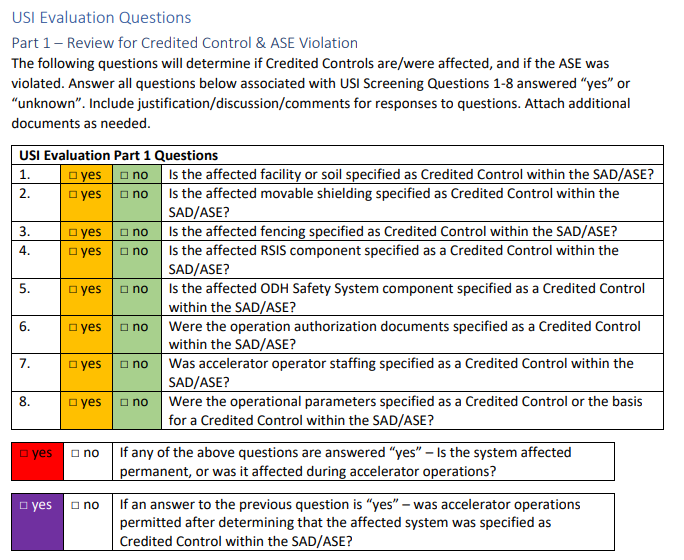 USI Evaluation Questions
Part 1 – Review for Credited Control & ASE Violation
The following questions will determine if Credited Controls are/were affected, and if the ASE was
violated. Answer all questions below associated with USI Screening Questions 1-8 answered “yes” or
“unknown”. Include justification/discussion/comments for responses to questions. Attach additional
documents as needed.
USI Evaluation Part 1 Questions
1. □ yes □ no Is the affected facility or soil specified as Credited Control within the SAD/ASE?
2. □ yes □ no Is the affected movable shielding specified as Credited Control within the
SAD/ASE?
3. □ yes □ no Is the affected fencing specified as Credited Control within the SAD/ASE?
4. □ yes □ no Is the affected RSIS component specified as a Credited Control within the
SAD/ASE?
5. □ yes □ no Is the affected ODH Safety System component specified as a Credited Control
within the SAD/ASE?
6. □ yes □ no Were the operation authorization documents specified as a Credited Control
within the SAD/ASE?
7. □ yes □ no Was accelerator operator staffing specified as a Credited Control within the
SAD/ASE?
8. □ yes □ no Were the operational parameters specified as a Credited Control or the basis
for a Credited Control within the SAD/ASE?
□ yes □ no If any of the above questions are answered “yes” – Is the system affected
permanent, or was it affected during accelerator operations?
□ yes □ no If an answer to the previous question is “yes” – was accelerator operations
permitted after determining that the affected system was specified as
Credited Control within the SAD/ASE?